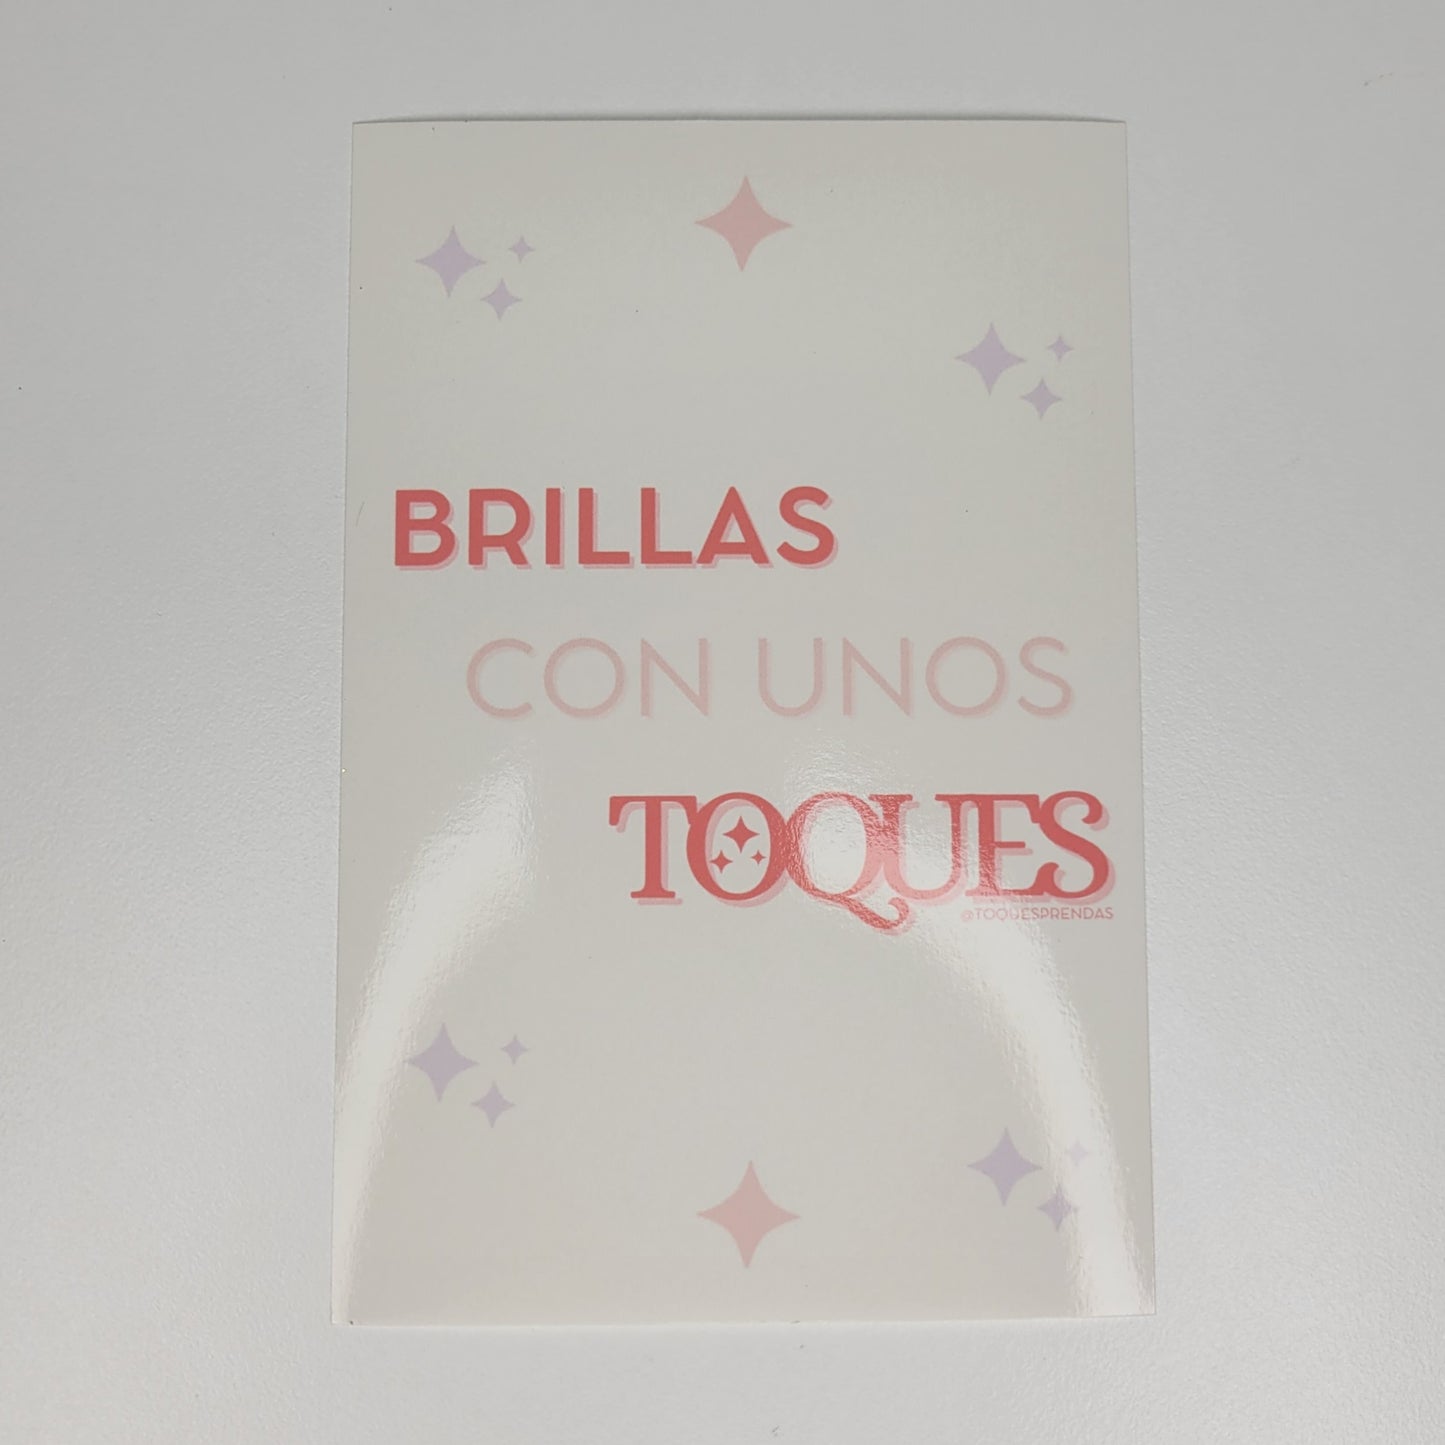 BRILLAS
CON UNOS
TOQUES
@TOQUESPRENDAS